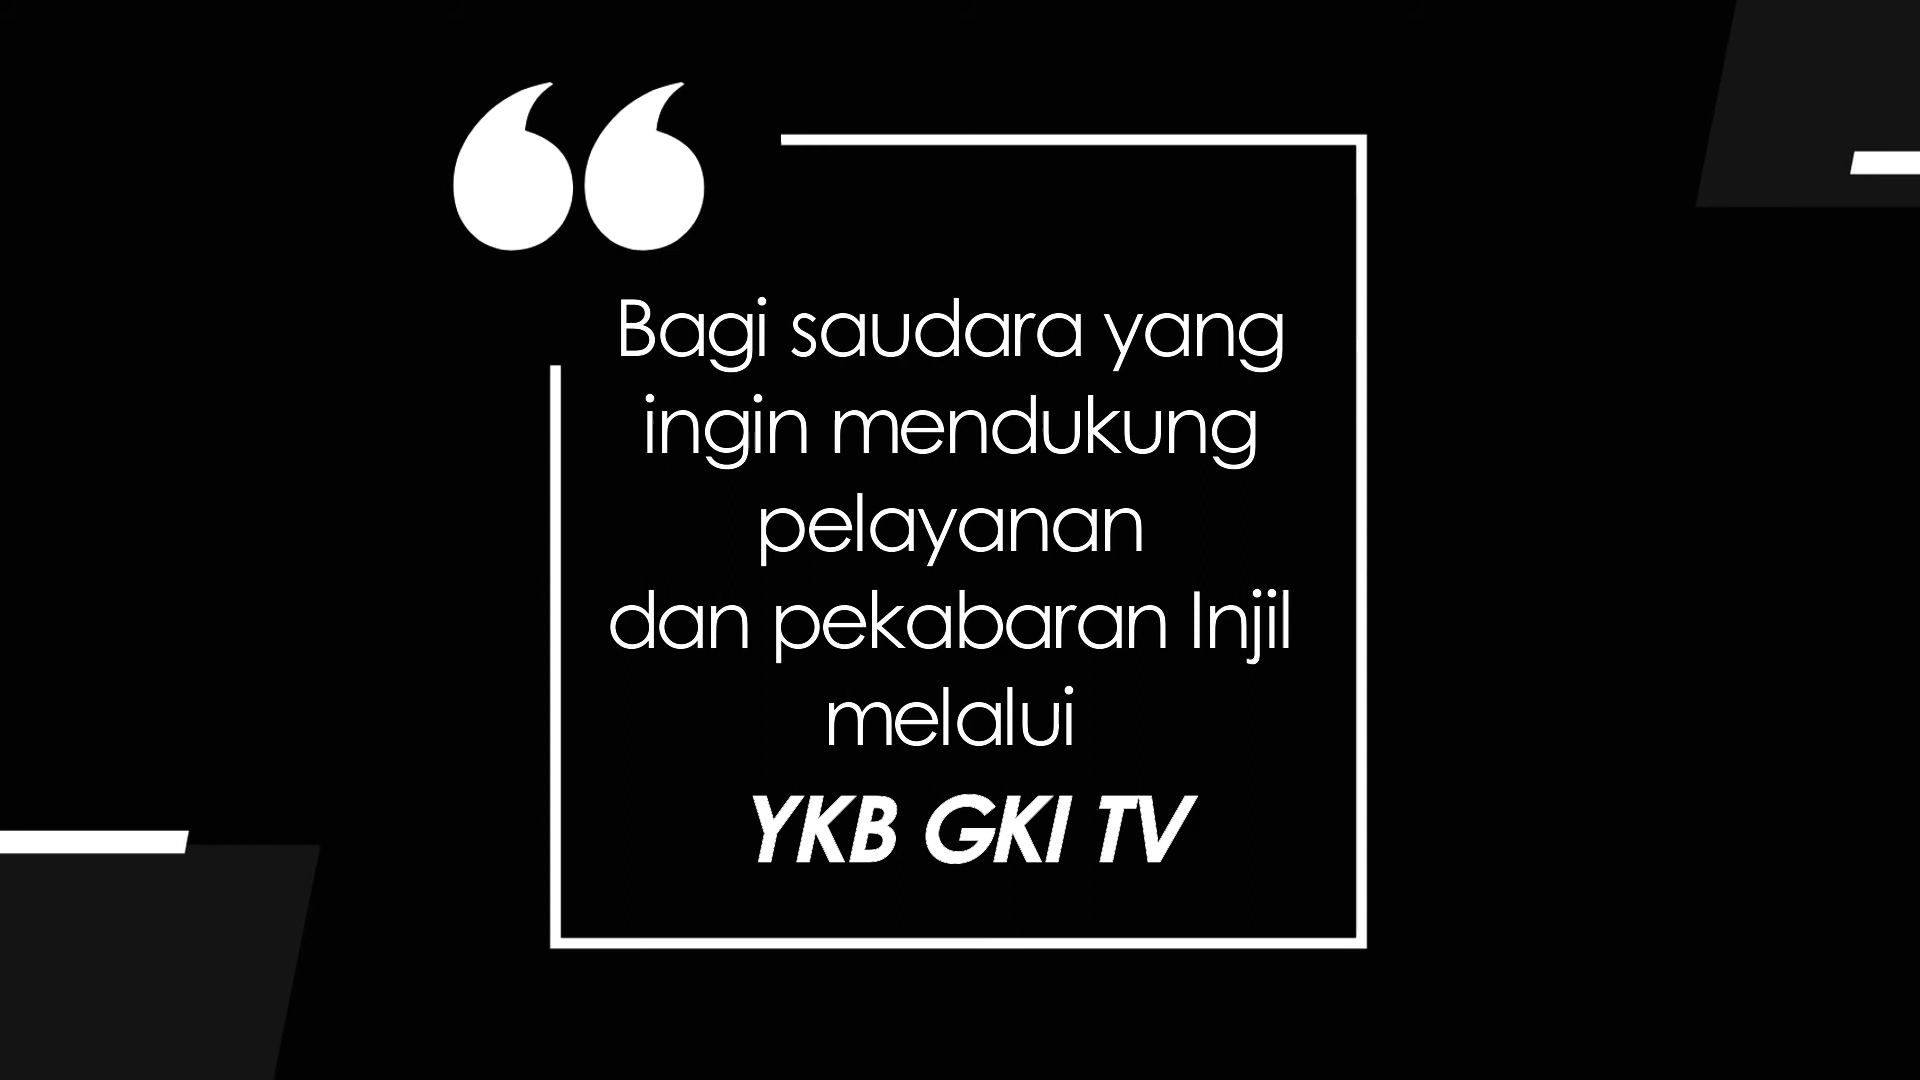 Bagi saudara yang
ingin mendukung
pelayanan
dan pekabaran Injil
melalui
YKB GKI TV